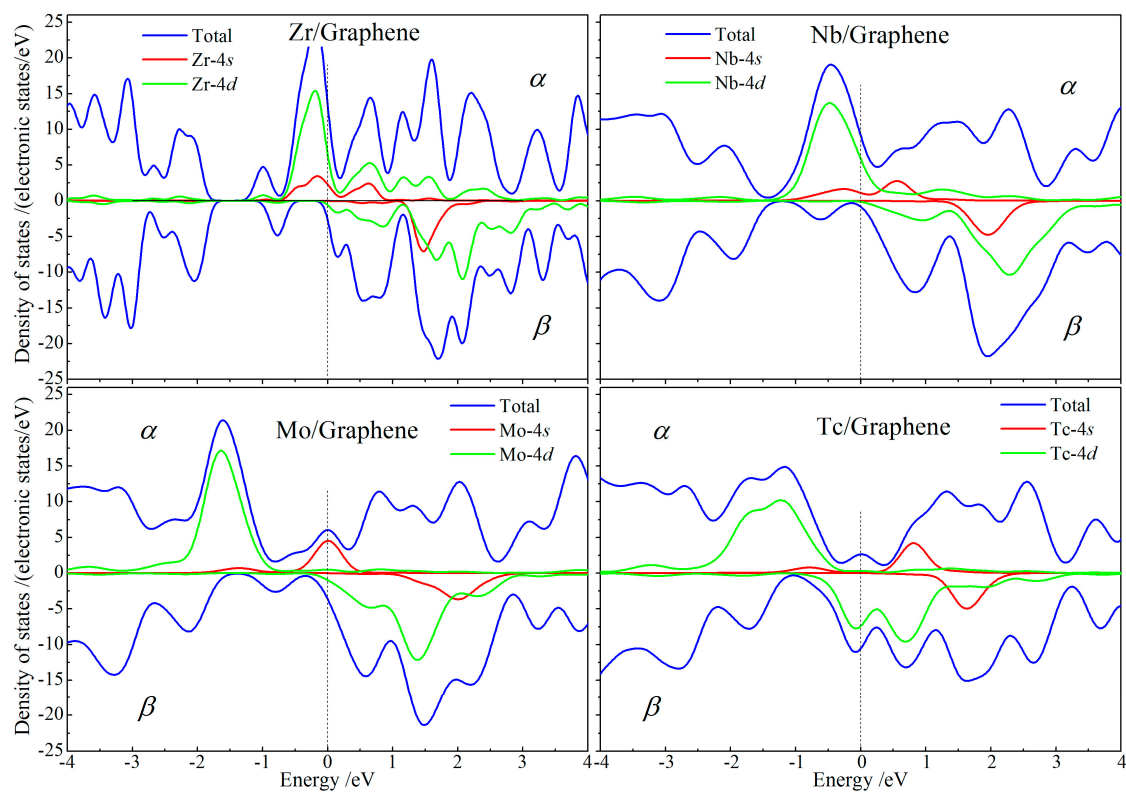 Density of states /(electronic states/eV)
25
20
15
10
5
0
-5
-10
-15
-20
-25
Total
Zr-4s
Zr-4d
Zr/Graphene
α
β
Total
Nb-4s
Nb-4d
Nb/Graphene
α
β
Density of states /(electronic states/eV)
25
20
15
10
5
0
-5
-10
-15
-20
-25
α
Mo/Graphene
Total
Mo-4s
Mo-4d
β
-4 -3 -2 -1 0 1 2 3 4
Energy /eV
α
Tc/Graphene
Total
Tc-4s
Tc-4d
β
-3 -2 -1 0 1 2 3 4
Energy /eV